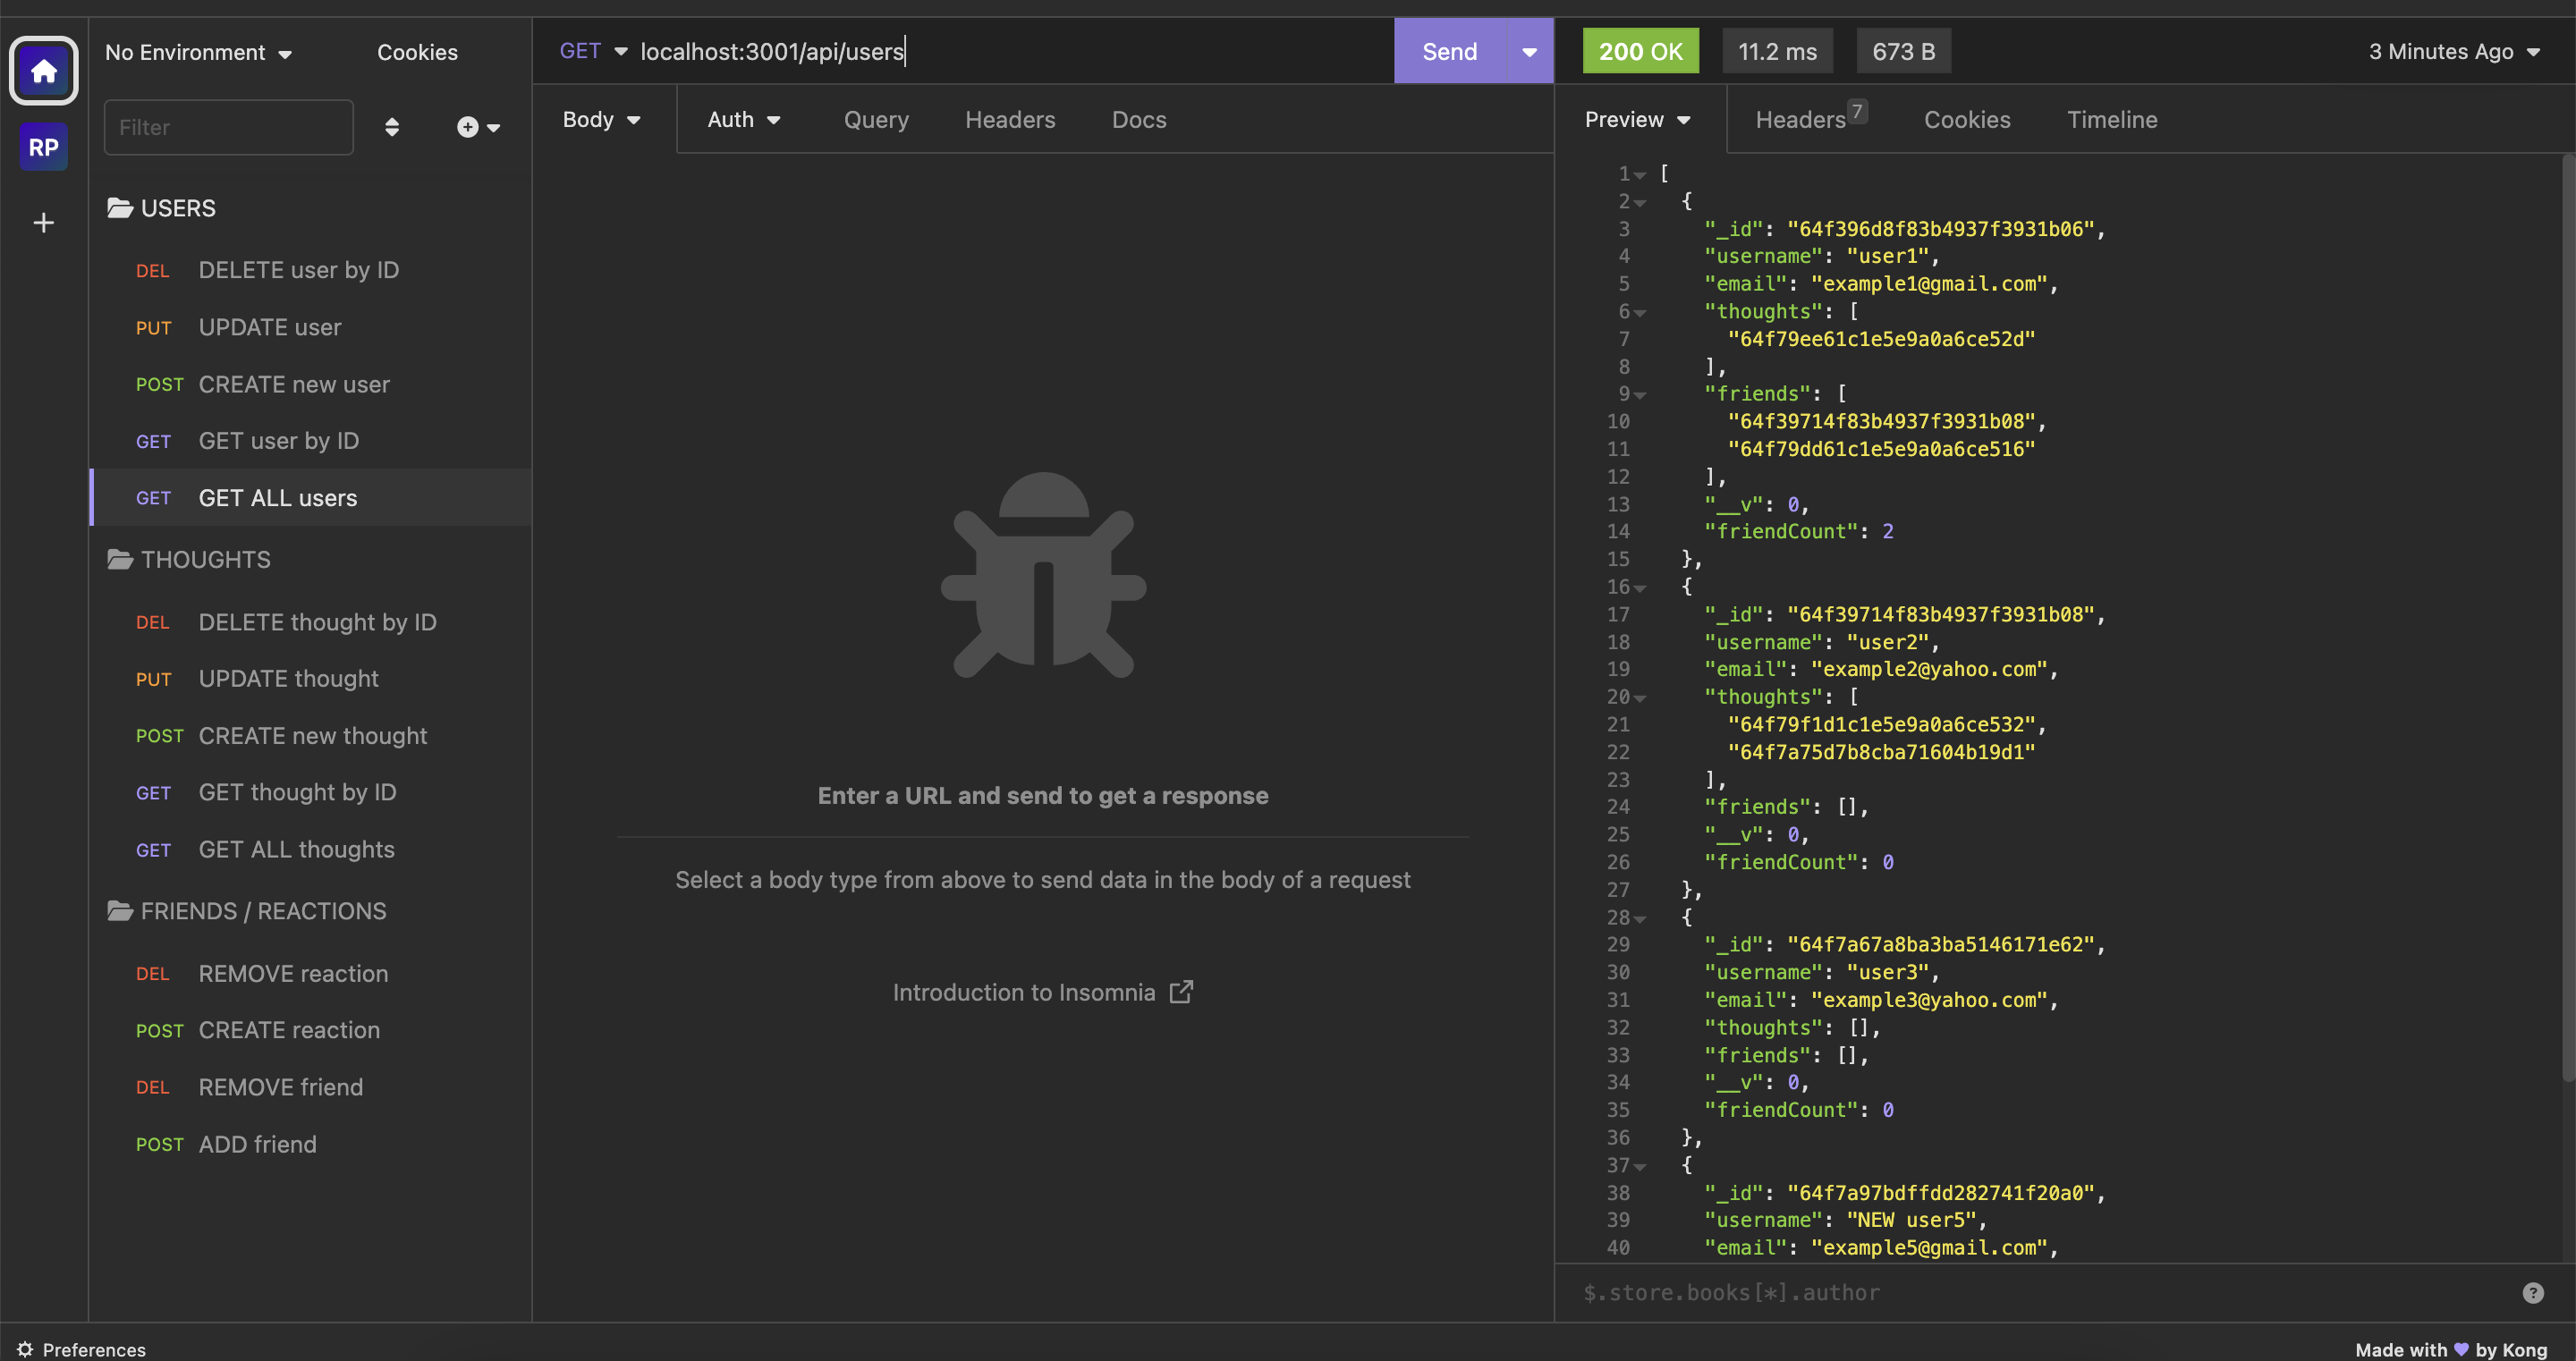 No Environment
Cookies
GET localhost:3001/api/users
Send
200 OK
11.2 ms
673 B
3 Minutes Ago
RP
Filter
USERS
DEL DELETE user by ID
PUT UPDATE user
POST CREATE new user
GET GET user by ID
GET GET ALL users
THOUGHTS
DEL DELETE thought by ID
PUT UPDATE thought
POST CREATE new thought
GET GET thought by ID
GET GET ALL thoughts
FRIENDS / REACTIONS
DEL REMOVE reaction
POST CREATE reaction
DEL REMOVE friend
POST ADD friend
Body
Auth
Query
Headers
Docs
Enter a URL and send to get a response
Select a body type from above to send data in the body of a request
Introduction to Insomnia
Preview
Headers 7
Cookies
Timeline
1 [
2 {
3 "_id": "64f396d8f83b4937f3931b06",
4 "username": "user1",
5 "email": "example1@gmail.com",
6 "thoughts": [
7 "64f79ee61c1e5e9a0a6ce52d"
8 ],
9 "friends": [
10 "64f39714f83b4937f3931b08",
11 "64f79dd61c1e5e9a0a6ce516"
12 ],
13 "__v": 0,
14 "friendCount": 2
15 },
16 {
17 "_id": "64f39714f83b4937f3931b08",
18 "username": "user2",
19 "email": "example2@yahoo.com",
20 "thoughts": [
21 "64f79f1d1c1e5e9a0a6ce532",
22 "64f7a75d7b8cba71604b19d1"
23 ],
24 "friends": [],
25 "__v": 0,
26 "friendCount": 0
27 },
28 {
29 "_id": "64f7a67a8ba3ba5146171e62",
30 "username": "user3",
31 "email": "example3@yahoo.com",
32 "thoughts": [],
33 "friends": [],
34 "__v": 0,
35 "friendCount": 0
36 },
37 {
38 "_id": "64f7a97bdffdd282741f20a0",
39 "username": "NEW user5",
40 "email": "example5@gmail.com",
$.store.books[*].author
Preferences
Made with 💜 by Kong